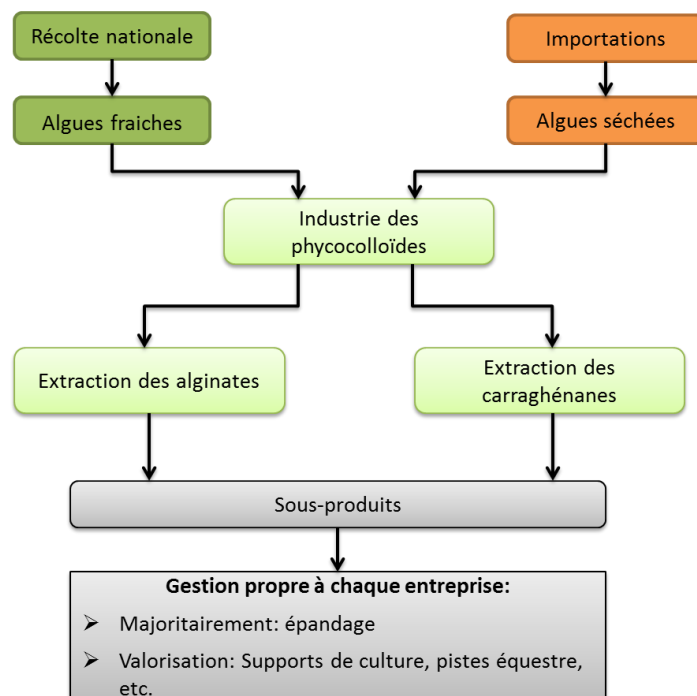 Récolte nationale
Importations
Algues fraiches
Algues séchées
Industrie des
phycocolloïdes
Extraction des alginates
Extraction des
carraghénanes
Sous-produits
Gestion propre à chaque entreprise:
➢ Majoritairement: épandage
➢ Valorisation: Supports de culture, pistes équestre,
etc.